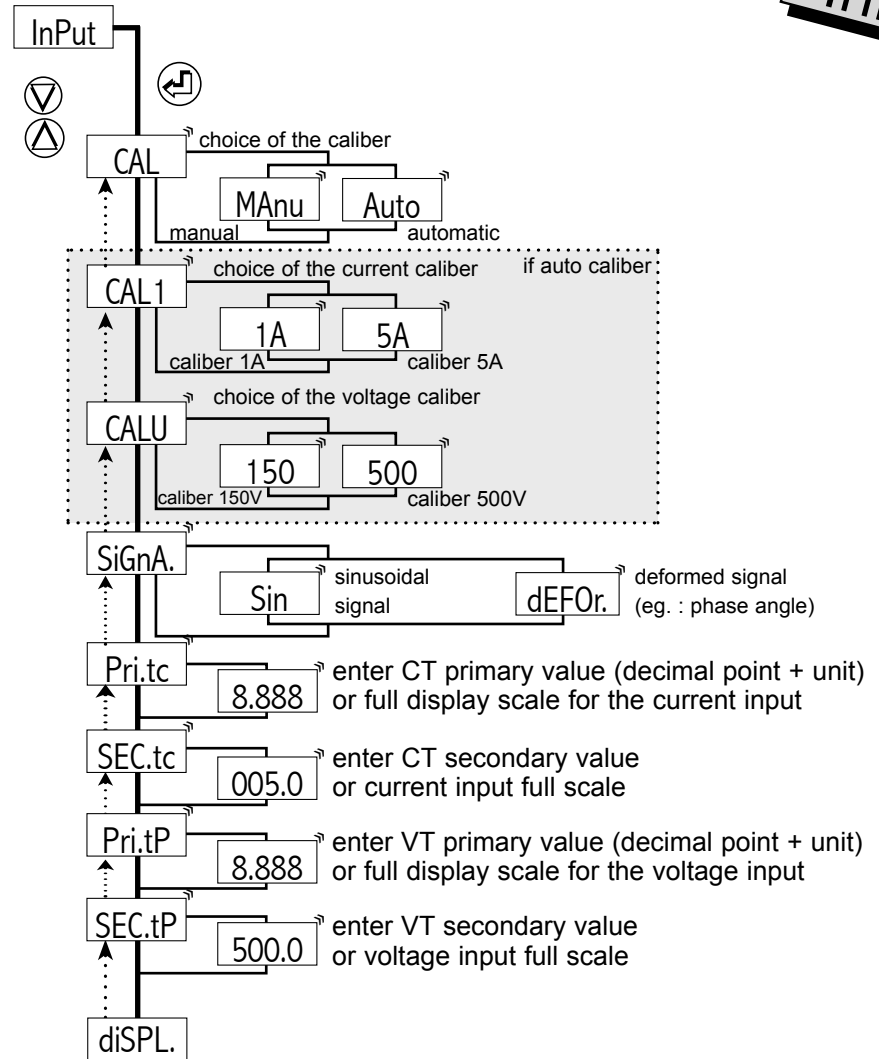 InPut
choice of the caliber
CAL
MAnu
Auto
manual
automatic
choice of the current caliber
if auto caliber
CAL1
1A
5A
caliber 1A
caliber 5A
choice of the voltage caliber
CALU
150
500
caliber 150V
caliber 500V
SiGnA.
Sin
sinusoidal
signal
dEFOr.
deformed signal
(eg. : phase angle)
Pri.tc
8.888
enter CT primary value (decimal point + unit)
or full display scale for the current input
SEC.tc
005.0
enter CT secondary value
or current input full scale
Pri.tP
8.888
enter VT primary value (decimal point + unit)
or full display scale for the voltage input
SEC.tP
500.0
enter VT secondary value
or voltage input full scale
diSPL.